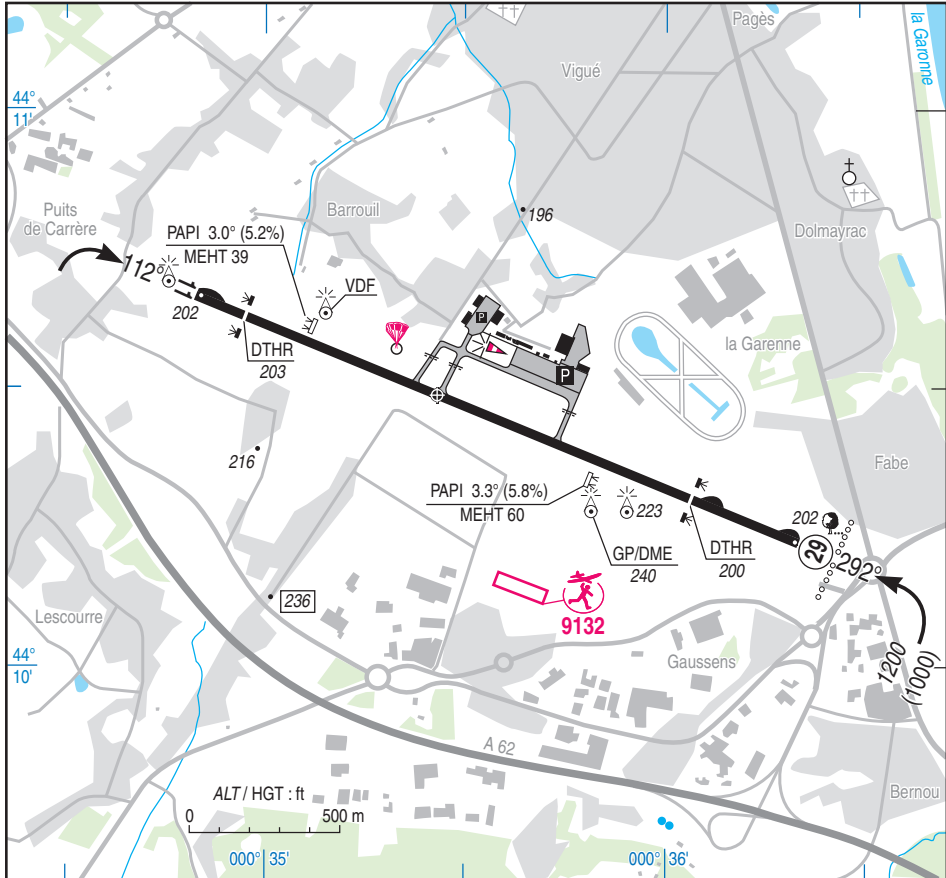 Pagès
la Garonne
Vigué
44°
11'
Puits
de Carrère
Barrouil
196
Dolmayrac
PAPI 3.0° (5.2%)
MEHT 39
112°
VDF
202
DTHR
203
P
P
la Garenne
216
Fabe
PAPI 3.3° (5.8%)
MEHT 60
223
202
GP/DME
240
DTHR
200
29
292°
236
9132
Lescourre
44°
10'
Gaussens
1200
(1000)
A 62
Bernou
ALT / HGT : ft
0
500 m
000° 35'
000° 36'